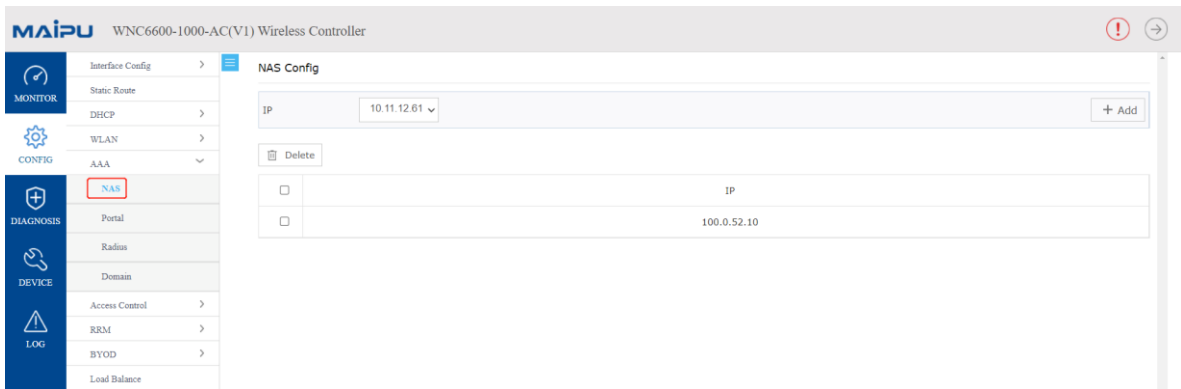 MAIPU WNC6600-1000-AC(V1) Wireless Controller
MONITOR
CONFIG
DIAGNOSIS
DEVICE
LOG
Interface Config
Static Route
DHCP
WLAN
AAA
NAS
Portal
Radius
Domain
Access Control
RRM
BYOD
Load Balance
NAS Config
IP 10.11.12.61 + Add
Delete
IP
100.0.52.10